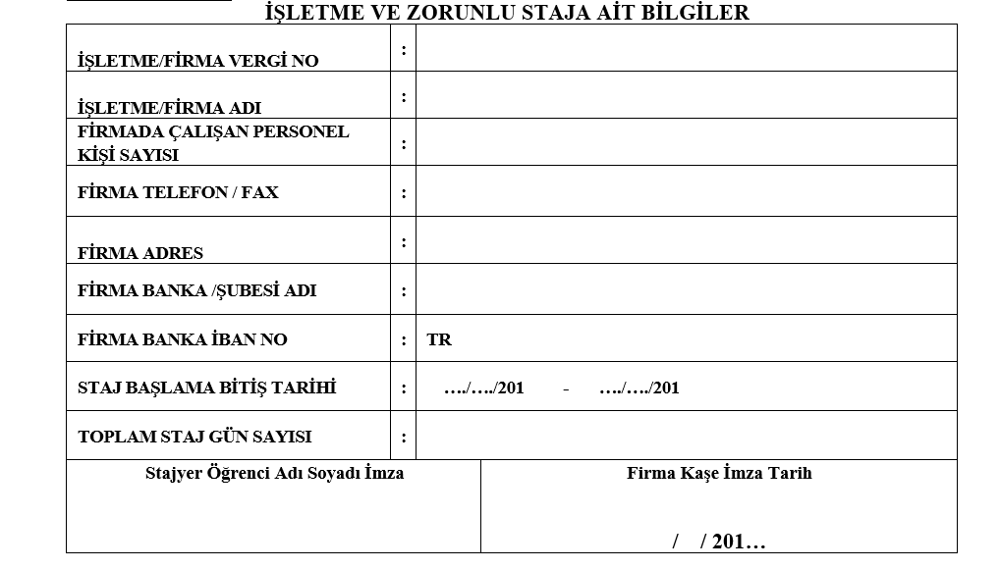 İŞLETME VE ZORUNLU STAJA AİT BİLGİLER
İŞLETME/FİRMA VERGİ NO :
İŞLETME/FİRMA ADI :
FİRMADA ÇALIŞAN PERSONEL
KİŞİ SAYISI :
FİRMA TELEFON / FAX :
FİRMA ADRES :
FİRMA BANKA /ŞUBESİ ADI :
FİRMA BANKA İBAN NO : TR
STAJ BAŞLAMA BİTİŞ TARİHİ : …./…./201 - …./…./201
TOPLAM STAJ GÜN SAYISI :
Stajyer Öğrenci Adı Soyadı İmza
Firma Kaşe İmza Tarih
/ / 201…